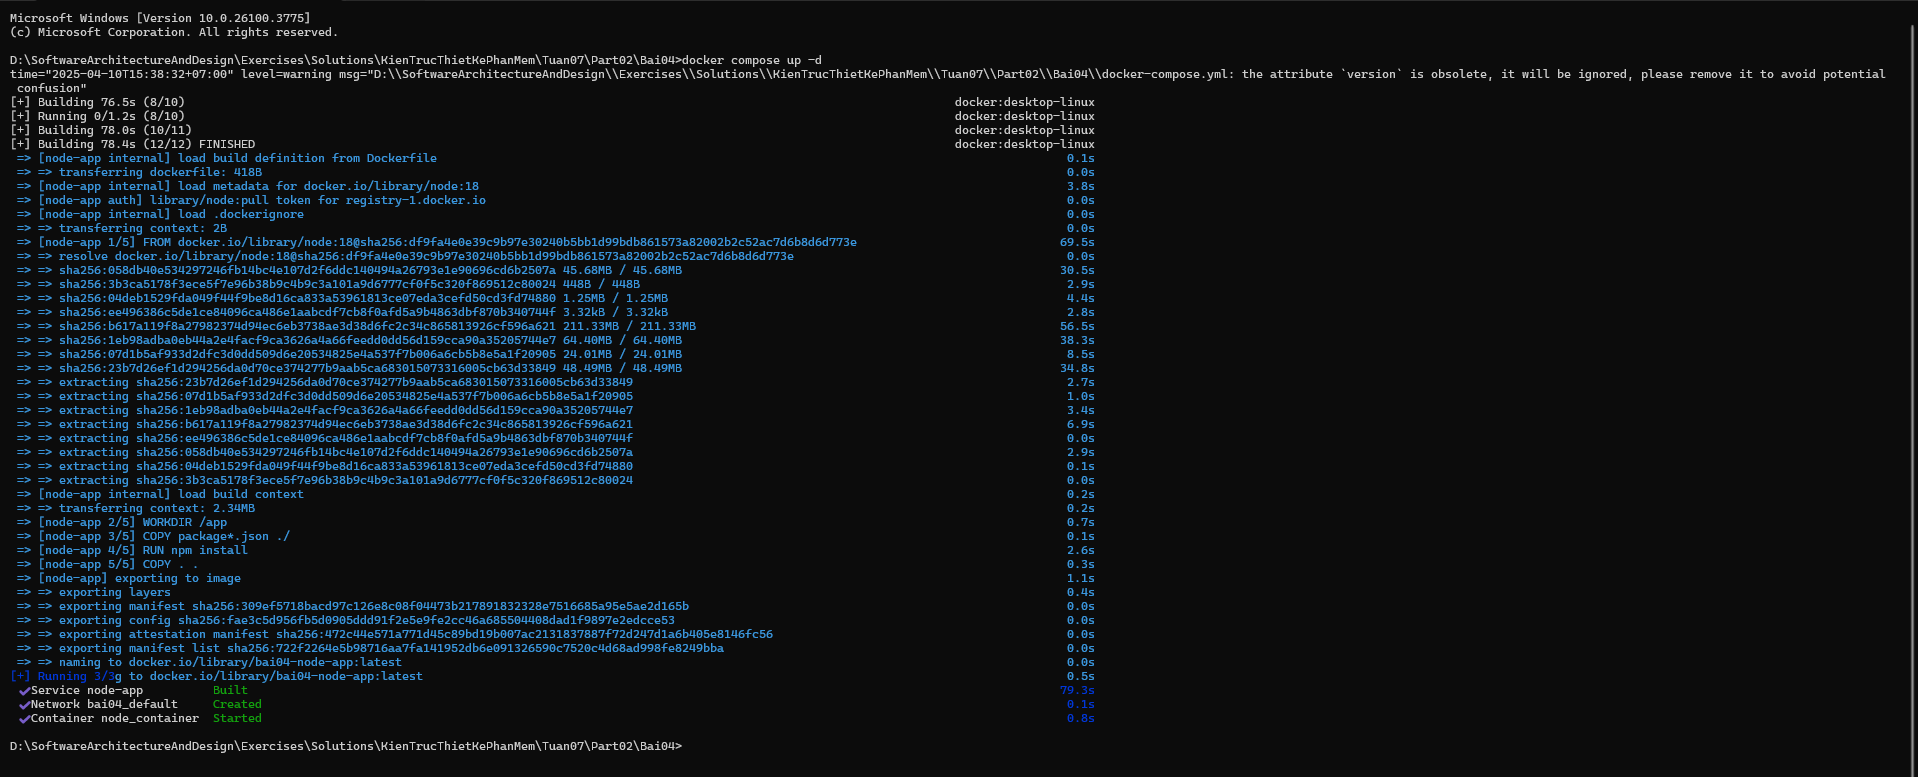 Microsoft Windows [Version 10.0.26100.3775]
(c) Microsoft Corporation. All rights reserved.
D:\SoftwareArchitectureAndDesign\Exercises\Solutions\KienTrucThietKePhanMem\Tuan07\Part02\Bai04>docker compose up -d
time="2025-04-10T15:38:32+07:00" level=warning msg="D:\\SoftwareArchitectureAndDesign\\Exercises\\Solutions\\KienTrucThietKePhanMem\\Tuan07\\Part02\\Bai04\\docker-compose.yml: the attribute `version` is obsolete, it will be ignored, please remove it to avoid potential
confusion"
[+] Building 76.5s (8/10) docker:desktop-linux
[+] Running 0/1.2s (8/10) docker:desktop-linux
[+] Building 78.0s (10/11) docker:desktop-linux
[+] Building 78.4s (12/12) FINISHED docker:desktop-linux
=> [node-app internal] load build definition from Dockerfile 0.1s
=> => transferring dockerfile: 418B 0.0s
=> [node-app internal] load metadata for docker.io/library/node:18 3.8s
=> [node-app auth] library/node:pull token for registry-1.docker.io 0.0s
=> [node-app internal] load .dockerignore 0.0s
=> => transferring context: 2B 0.0s
=> [node-app 1/5] FROM docker.io/library/node:18@sha256:df9fa4e0e39c9b97e30240b5bb1d99bdb861573a82002b2c52ac7d6b8d6d773e 69.5s
=> => resolve docker.io/library/node:18@sha256:df9fa4e0e39c9b97e30240b5bb1d99bdb861573a82002b2c52ac7d6b8d6d773e 0.0s
=> => sha256:058db40e534297246fb14bc4e107d2f6ddc140494a26793e1e90696cd6b2507a 45.68MB / 45.68MB 30.5s
=> => sha256:3b3ca5178f3ece5f7e96b38b9c4b9c3a101a9d6777cf0f5c320f869512c80024 448B / 448B 2.9s
=> => sha256:04deb1529fda049f44f9be8d16ca833a53961813ce07eda3cefd50cd3fd74880 1.25MB / 1.25MB 4.4s
=> => sha256:ee496386c5de1ce84096ca486e1aabcdf7cb8f0afd5a9b4863dbf870b340744f 3.32kB / 3.32kB 2.8s
=> => sha256:b617a119f8a27982374d94ec6eb3738ae3d38d6fc2c34c865813926cf596a621 211.33MB / 211.33MB 56.5s
=> => sha256:1eb98adba0eb44a2e4facf9ca3626a4a66feedd0dd56d159cca90a35205744e7 64.40MB / 64.40MB 38.3s
=> => sha256:07d1b5af933d2dfc3d0dd509d6e20534825e4a537f7b006a6cb5b8e5a1f20905 24.01MB / 24.01MB 8.5s
=> => sha256:23b7d26ef1d294256da0d70ce374277b9aab5ca683015073316005cb63d33849 48.49MB / 48.49MB 34.8s
=> => extracting sha256:23b7d26ef1d294256da0d70ce374277b9aab5ca683015073316005cb63d33849 2.7s
=> => extracting sha256:07d1b5af933d2dfc3d0dd509d6e20534825e4a537f7b006a6cb5b8e5a1f20905 1.0s
=> => extracting sha256:1eb98adba0eb44a2e4facf9ca3626a4a66feedd0dd56d159cca90a35205744e7 3.4s
=> => extracting sha256:b617a119f8a27982374d94ec6eb3738ae3d38d6fc2c34c865813926cf596a621 6.9s
=> => extracting sha256:ee496386c5de1ce84096ca486e1aabcdf7cb8f0afd5a9b4863dbf870b340744f 0.0s
=> => extracting sha256:058db40e534297246fb14bc4e107d2f6ddc140494a26793e1e90696cd6b2507a 2.9s
=> => extracting sha256:04deb1529fda049f44f9be8d16ca833a53961813ce07eda3cefd50cd3fd74880 0.1s
=> => extracting sha256:3b3ca5178f3ece5f7e96b38b9c4b9c3a101a9d6777cf0f5c320f869512c80024 0.0s
=> [node-app internal] load build context 0.2s
=> => transferring context: 2.34MB 0.2s
=> [node-app 2/5] WORKDIR /app 0.7s
=> [node-app 3/5] COPY package*.json ./ 0.1s
=> [node-app 4/5] RUN npm install 2.6s
=> [node-app 5/5] COPY . . 0.3s
=> [node-app] exporting to image 1.1s
=> => exporting layers 0.4s
=> => exporting manifest sha256:309ef5718bacd97c126e8c08f04473b217891832328e7516685a95e5ae2d165b 0.0s
=> => exporting config sha256:fae3c5d956fb5d0905ddd91f2e5e9fe2cc46a685504408dad1f9897e2edcce53 0.0s
=> => exporting attestation manifest sha256:472c44e571a771d45c89bd19b007ac2131837887f72d247d1a6b405e8146fc56 0.0s
=> => exporting manifest list sha256:722f2264e5b98716aa7fa141952db6e091326590c7520c4d68ad998fe8249bba 0.0s
=> => naming to docker.io/library/bai04-node-app:latest 0.0s
[+] Running 3/3g to docker.io/library/bai04-node-app:latest 0.5s
✔Service node-app Built 79.3s
✔Network bai04_default Created 0.1s
✔Container node_container Started 0.8s
D:\SoftwareArchitectureAndDesign\Exercises\Solutions\KienTrucThietKePhanMem\Tuan07\Part02\Bai04>